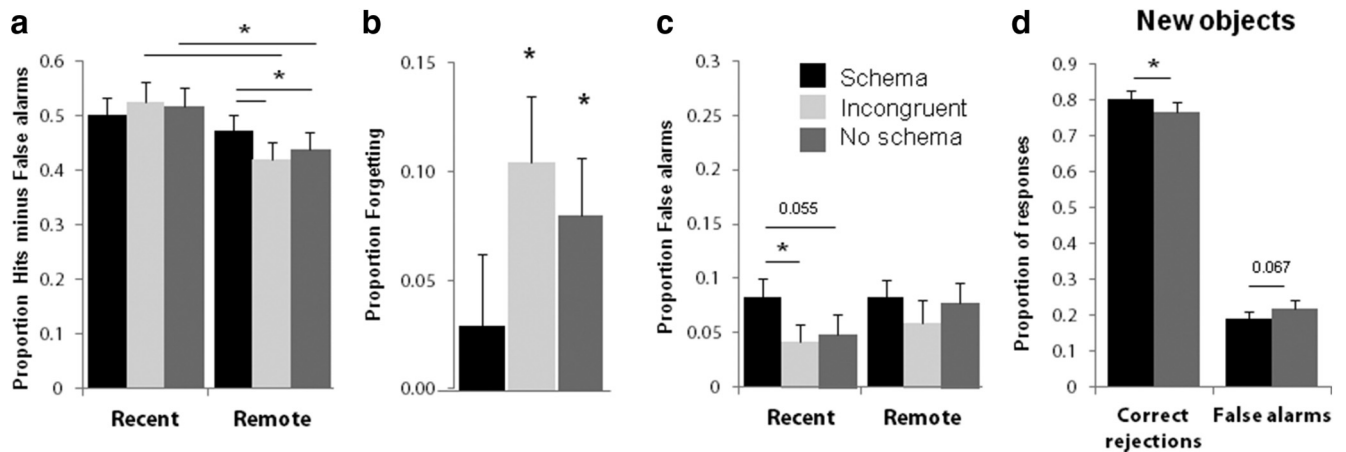 a
Proportion Hits minus False alarms
0.6
0.5
0.4
0.3
0.2
0.1
0
*
*
Recent
Remote
b
Proportion Forgetting
0.15
0.10
0.05
0.00
*
*
c
Proportion False alarms
0.3
0.25
0.2
0.15
0.1
0.05
0
Schema
Incongruent
No schema
0.055
*
Recent
Remote
d
New objects
Proportion of responses
0.9
0.8
0.7
0.6
0.5
0.4
0.3
0.2
0.1
0
*
0.067
Correct
rejections
False alarms